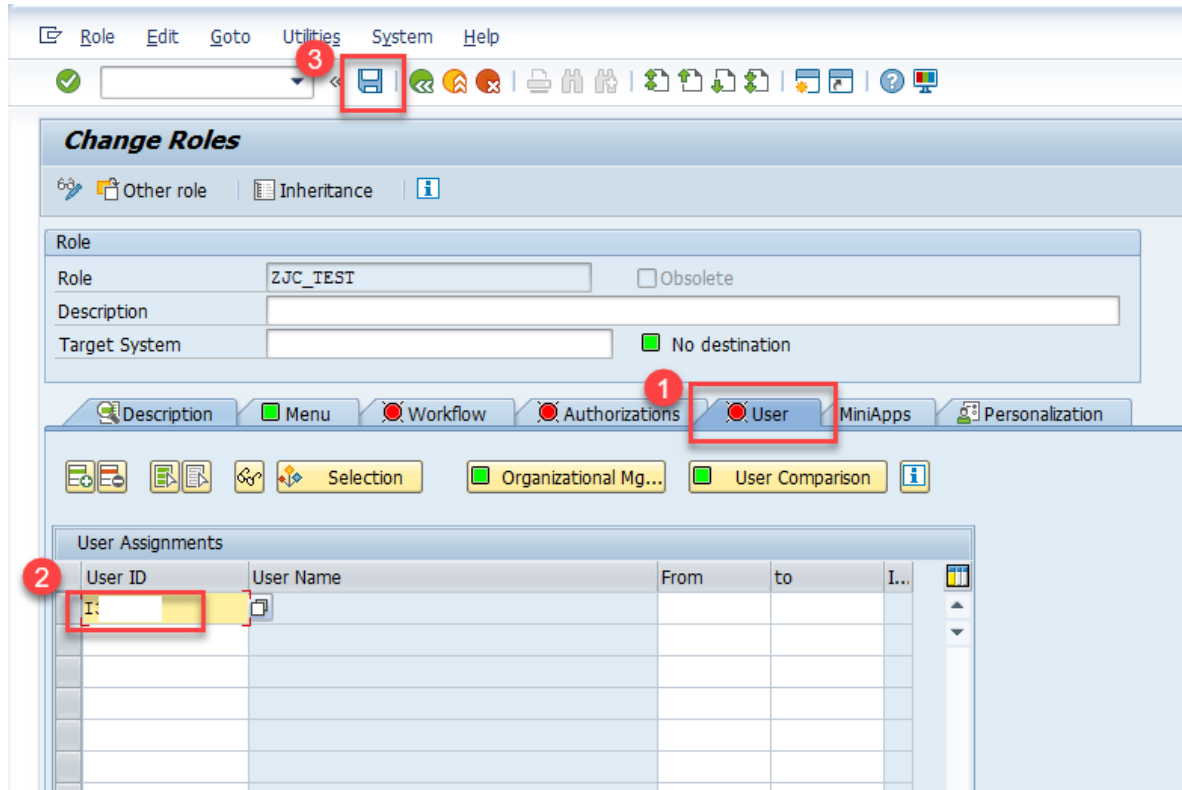 Role Edit Goto Utilities System Help
3
Change Roles
Other role Inheritance
Role
Role ZJC_TEST Obsolete
Description
Target System No destination
1
Description Menu Workflow Authorizations User MiniApps Personalization
Selection Organizational Mg... User Comparison
User Assignments
2
User ID User Name From to I...